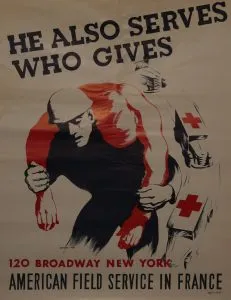 HE ALSO SERVES
WHO GIVES
120 BROADWAY NEW YORK
AMERICAN FIELD SERVICE IN FRANCE